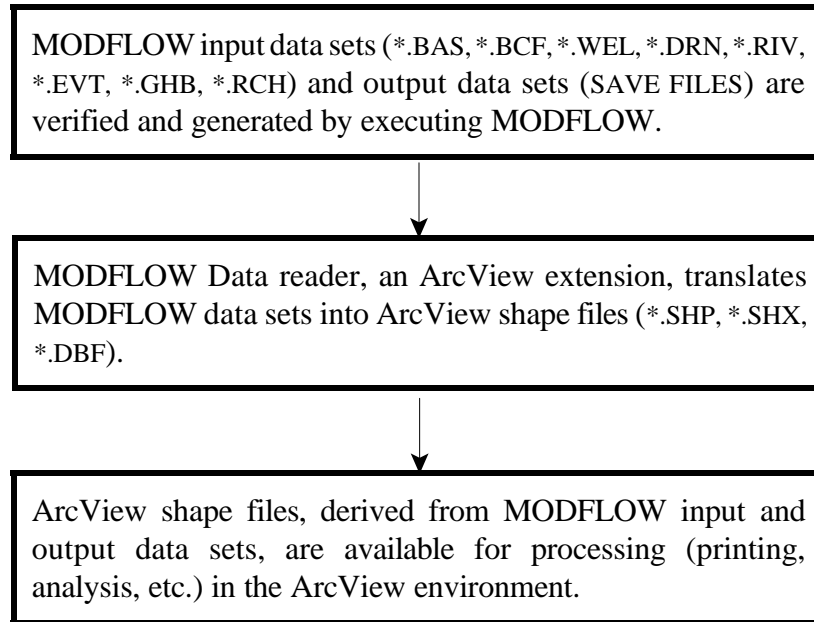 MODFLOW input data sets (*.BAS, *.BCF, *.WEL, *.DRN, *.RIV,
*.EVT, *.GHB, *.RCH) and output data sets (SAVE FILES) are
verified and generated by executing MODFLOW.
MODFLOW Data reader, an ArcView extension, translates
MODFLOW data sets into ArcView shape files (*.SHP, *.SHX,
*.DBF).
ArcView shape files, derived from MODFLOW input and
output data sets, are available for processing (printing,
analysis, etc.) in the ArcView environment.